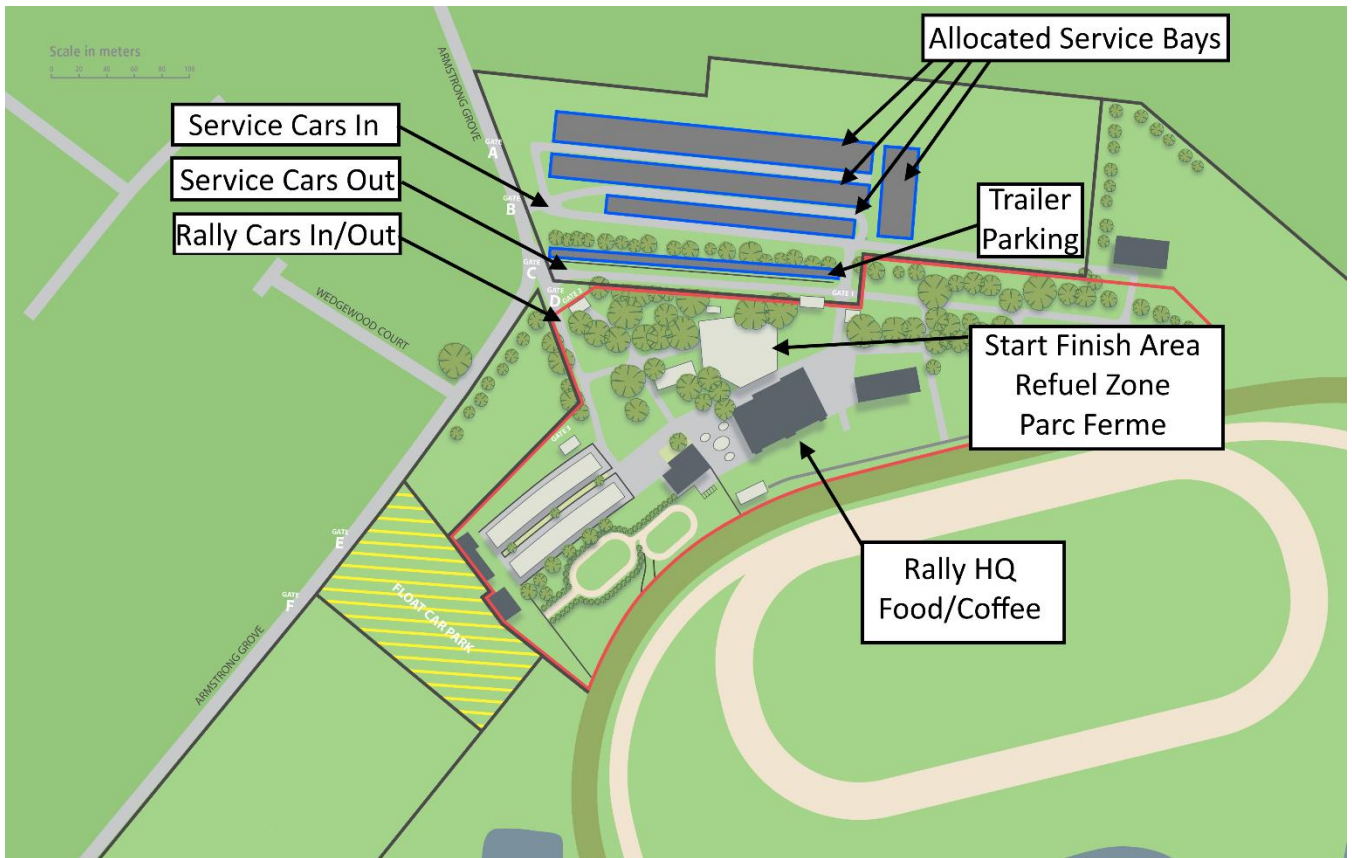 Scale in meters
0 20 40 60 80 100
ARMSTRONG GROVE
Allocated Service Bays
Service Cars In
GATE
A
Service Cars Out
GATE
B
Trailer
Parking
Rally Cars In/Out
GATE
C
GATE
D
GATE 2
GATE 1
WEDGEWOOD COURT
Start Finish Area
Refuel Zone
Parc Ferme
GATE 3
GATE
E
Rally HQ
Food/Coffee
GATE
F
FLOAT CAR PARK
ARMSTRONG GROVE